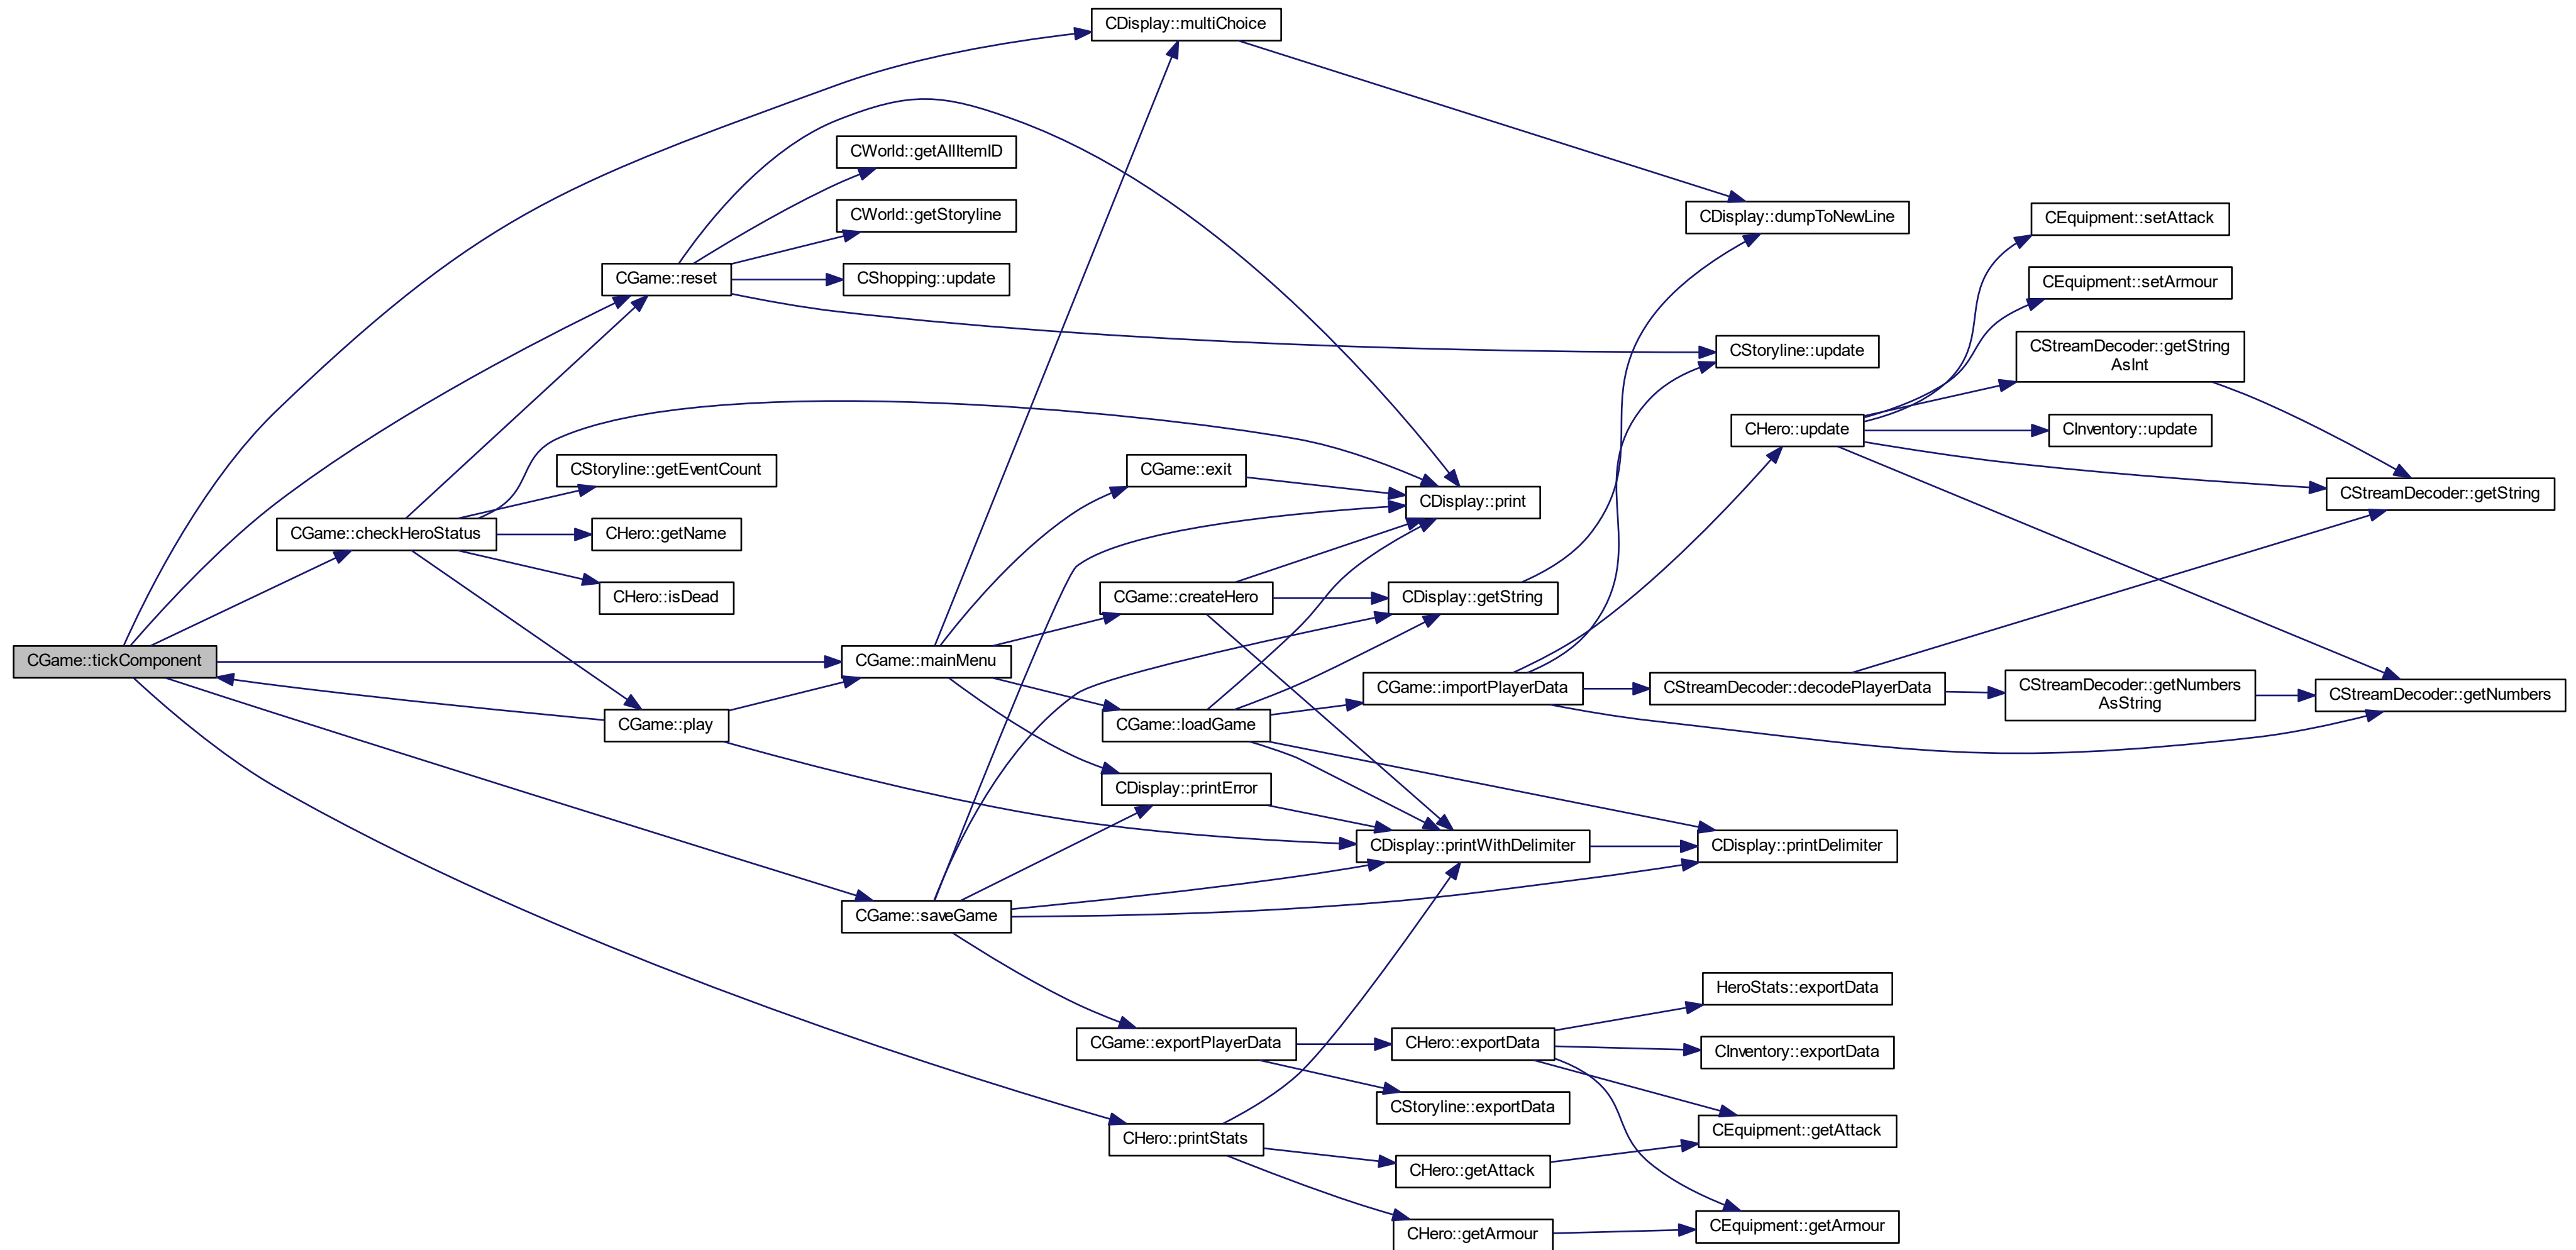 CDisplay::multiChoice
CWorld::getAllItemID
CWorld::getStoryline
CDisplay::dumpToNewLine
CEquipment::setAttack
CGame::reset
CShopping::update
CEquipment::setArmour
CStoryline::update
CStreamDecoder::getString
AsInt
CHero::update
CInventory::update
CStoryline::getEventCount
CGame::exit
CDisplay::print
CStreamDecoder::getString
CGame::checkHeroStatus
CHero::getName
CHero::isDead
CGame::createHero
CDisplay::getString
CGame::tickComponent
CGame::mainMenu
CGame::importPlayerData
CStreamDecoder::decodePlayerData
CStreamDecoder::getNumbers
AsString
CStreamDecoder::getNumbers
CGame::play
CGame::loadGame
CDisplay::printError
CDisplay::printWithDelimiter
CDisplay::printDelimiter
CGame::saveGame
HeroStats::exportData
CGame::exportPlayerData
CHero::exportData
CInventory::exportData
CStoryline::exportData
CHero::printStats
CEquipment::getAttack
CHero::getAttack
CHero::getArmour
CEquipment::getArmour